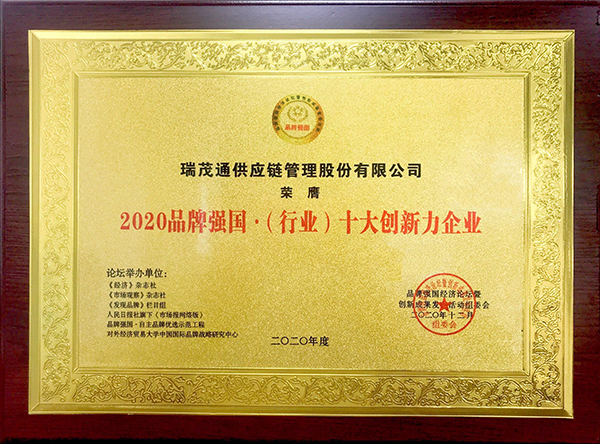 品牌强国
瑞茂通供应链管理股份有限公司
荣膺
2020品牌强国·（行业）十大创新力企业
论坛举办单位：
《经济》杂志社
《市场观察》杂志社
《发现品牌》栏目组
人民日报社旗下《市场报网络版》
品牌强国·自主品牌优选示范工程
对外经济贸易大学中国国际品牌战略研究中心
品牌强国经济论坛暨
创新成果发布活动组委会
二〇二〇年十二月
组委会
二〇二〇年度